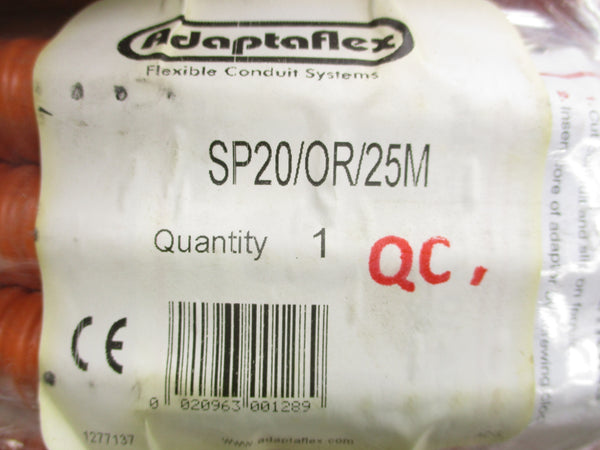 Adaptaflex
Flexible Conduit Systems
SP20/OR/25M
Quantity 1 QC,
CE
0 020963 001289
1277137 www.adaptaflex.com